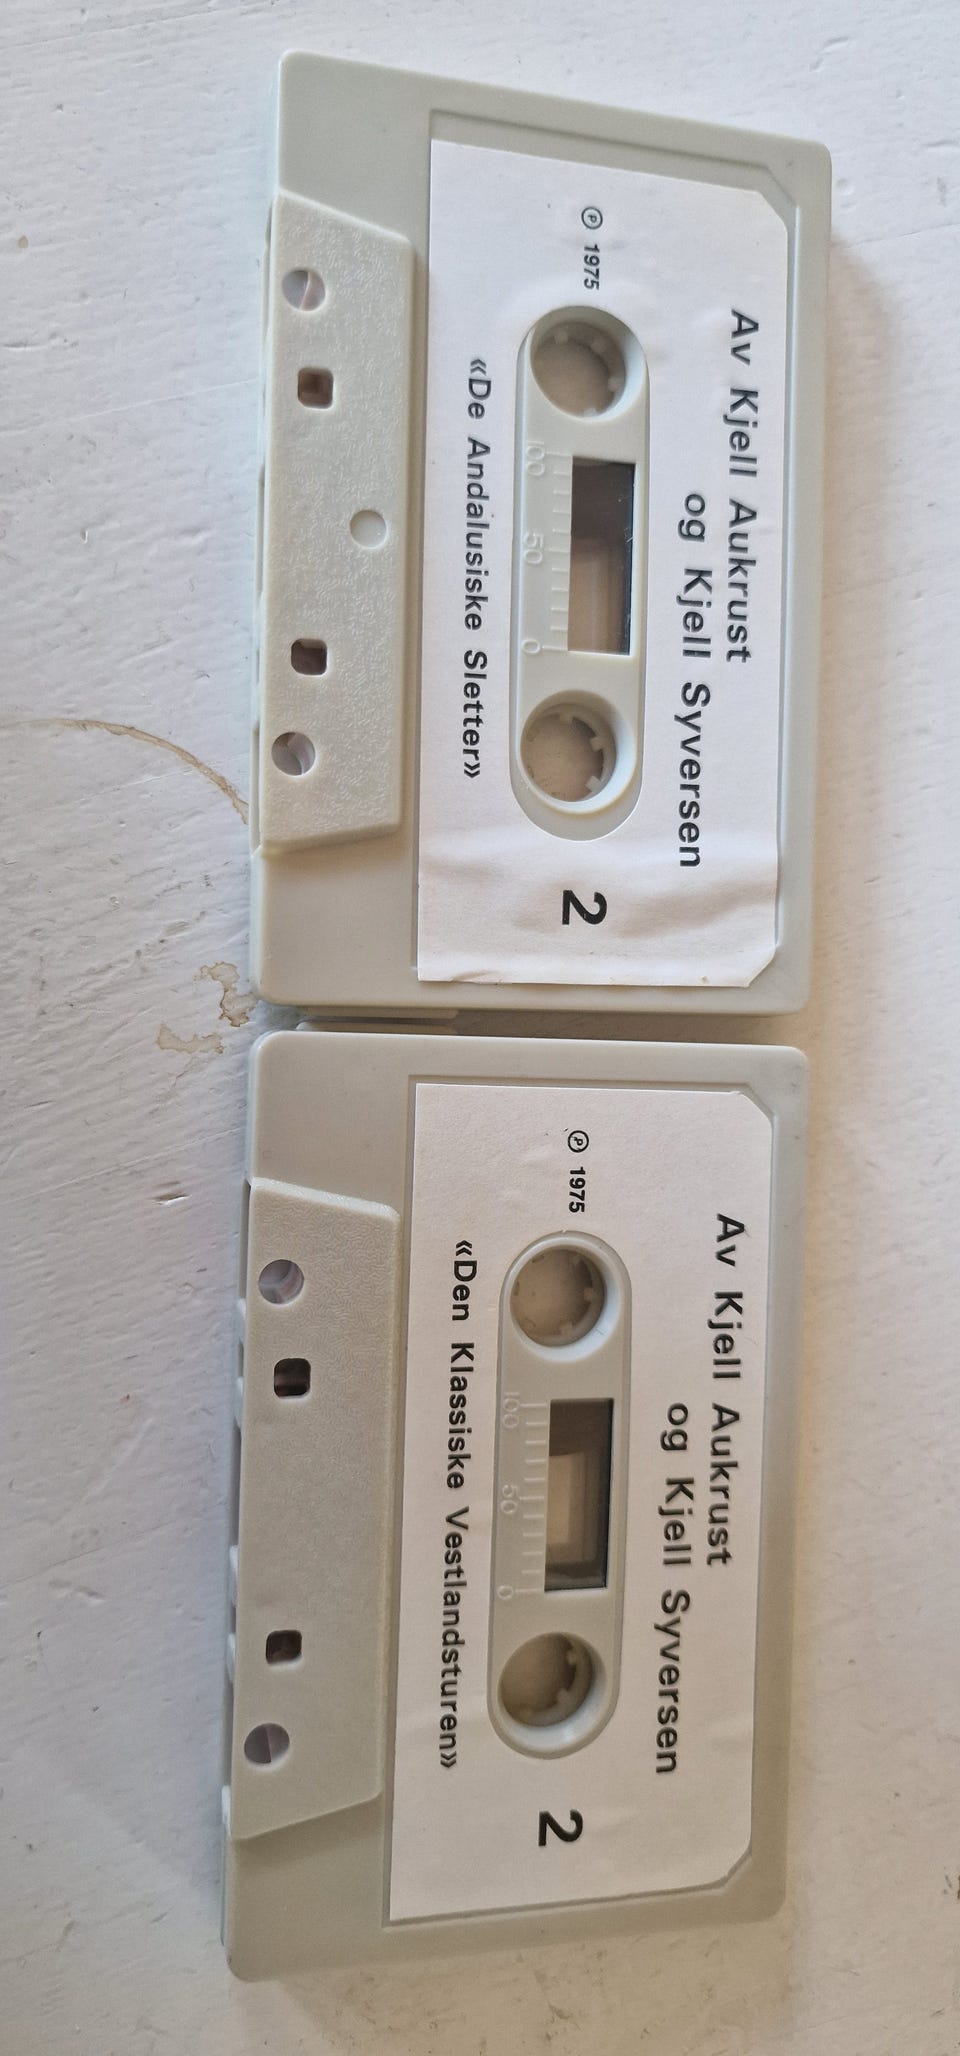 Av Kjell Aukrust
og Kjell Syversen
℗ 1975
100 50 0
2
«De Andalusiske Sletter»
Av Kjell Aukrust
og Kjell Syversen
℗ 1975
100 50 0
2
«Den Klassiske Vestlandsturen»